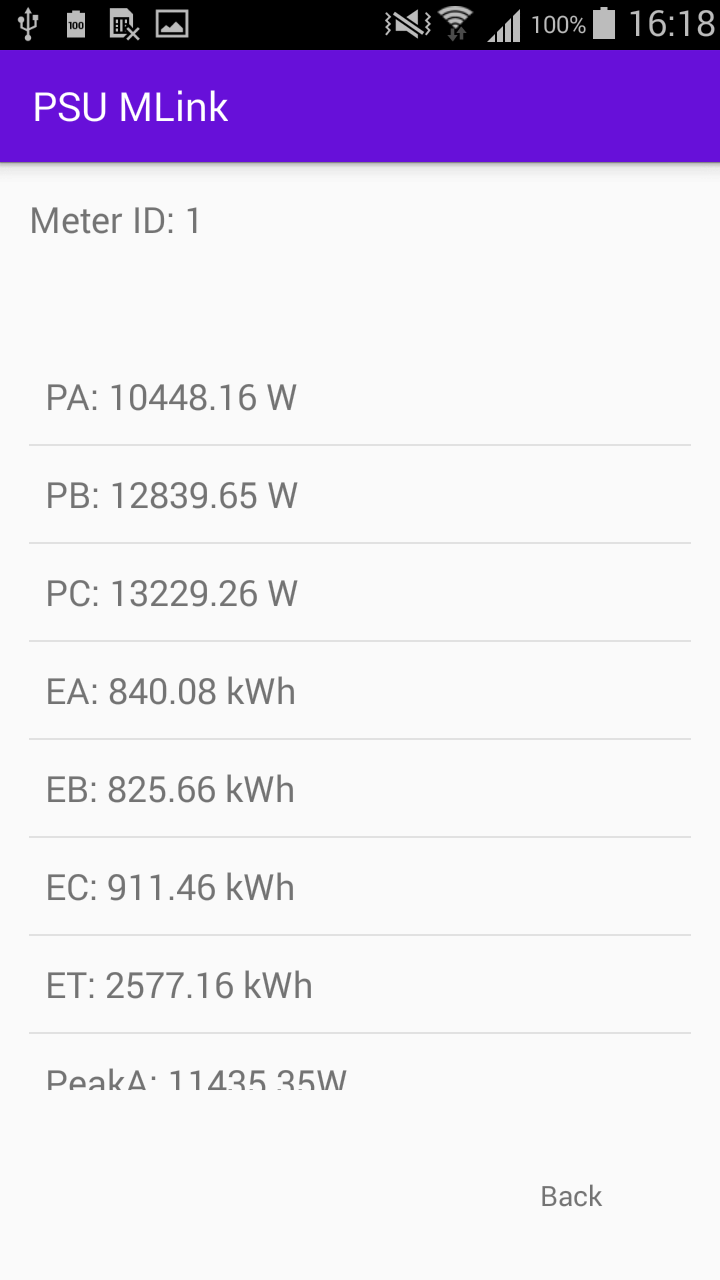 100
100%
16:18
PSU MLink
Meter ID: 1
PA: 10448.16 W
PB: 12839.65 W
PC: 13229.26 W
EA: 840.08 kWh
EB: 825.66 kWh
EC: 911.46 kWh
ET: 2577.16 kWh
PeakA: 11435.35W
Back